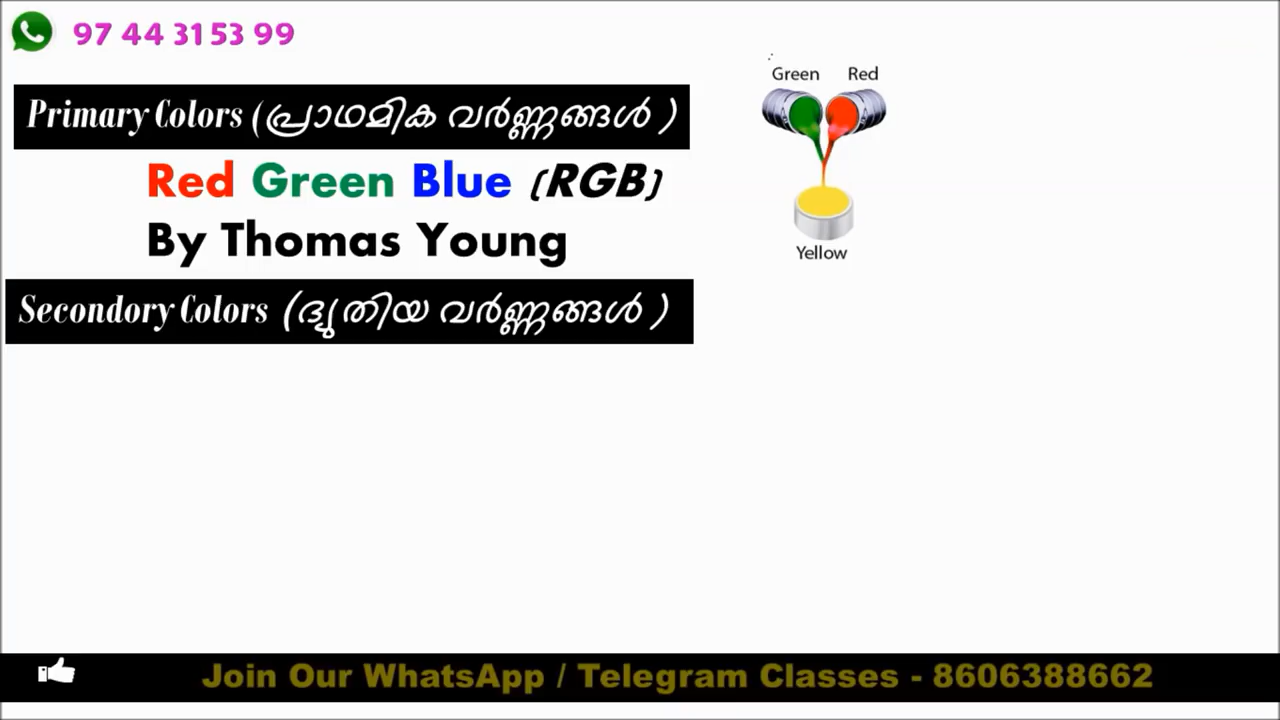 97 44 3153 99
Primary Colors (പ്രാഥമിക വർണ്ണങ്ങൾ )
Red Green Blue (RGB)
By Thomas Young
Secondory Colors (ദ്യുതിയ വർണ്ണങ്ങൾ )
Green Red
Yellow
Join Our WhatsApp / Telegram Classes - 8606388662